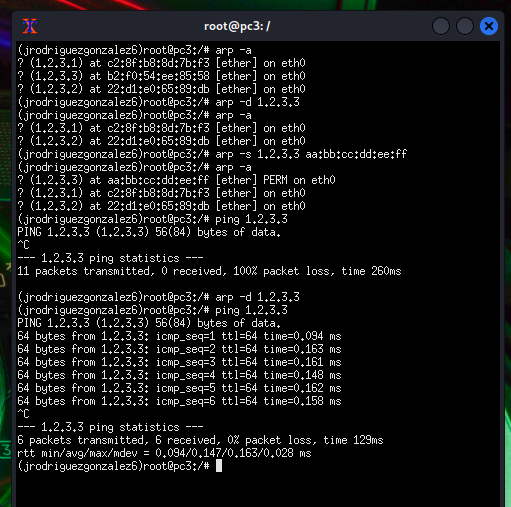 root@pc3: /
(jrodriguezgonzalez6)root@pc3:/# arp -a
? (1.2.3.1) at c2:8f:b8:8d:7b:f3 [ether] on eth0
? (1.2.3.3) at b2:f0:54:ee:85:58 [ether] on eth0
? (1.2.3.2) at 22:d1:e0:65:89:db [ether] on eth0
(jrodriguezgonzalez6)root@pc3:/# arp -d 1.2.3.3
(jrodriguezgonzalez6)root@pc3:/# arp -a
? (1.2.3.1) at c2:8f:b8:8d:7b:f3 [ether] on eth0
? (1.2.3.2) at 22:d1:e0:65:89:db [ether] on eth0
(jrodriguezgonzalez6)root@pc3:/# arp -s 1.2.3.3 aa:bb:cc:dd:ee:ff
(jrodriguezgonzalez6)root@pc3:/# arp -a
? (1.2.3.3) at aa:bb:cc:dd:ee:ff [ether] PERM on eth0
? (1.2.3.1) at c2:8f:b8:8d:7b:f3 [ether] on eth0
? (1.2.3.2) at 22:d1:e0:65:89:db [ether] on eth0
(jrodriguezgonzalez6)root@pc3:/# ping 1.2.3.3
PING 1.2.3.3 (1.2.3.3) 56(84) bytes of data.
^C
--- 1.2.3.3 ping statistics ---
11 packets transmitted, 0 received, 100% packet loss, time 260ms

(jrodriguezgonzalez6)root@pc3:/# arp -d 1.2.3.3
(jrodriguezgonzalez6)root@pc3:/# ping 1.2.3.3
PING 1.2.3.3 (1.2.3.3) 56(84) bytes of data.
64 bytes from 1.2.3.3: icmp_seq=1 ttl=64 time=0.094 ms
64 bytes from 1.2.3.3: icmp_seq=2 ttl=64 time=0.163 ms
64 bytes from 1.2.3.3: icmp_seq=3 ttl=64 time=0.161 ms
64 bytes from 1.2.3.3: icmp_seq=4 ttl=64 time=0.148 ms
64 bytes from 1.2.3.3: icmp_seq=5 ttl=64 time=0.162 ms
64 bytes from 1.2.3.3: icmp_seq=6 ttl=64 time=0.158 ms
^C
--- 1.2.3.3 ping statistics ---
6 packets transmitted, 6 received, 0% packet loss, time 129ms
rtt min/avg/max/mdev = 0.094/0.147/0.163/0.028 ms
(jrodriguezgonzalez6)root@pc3:/#